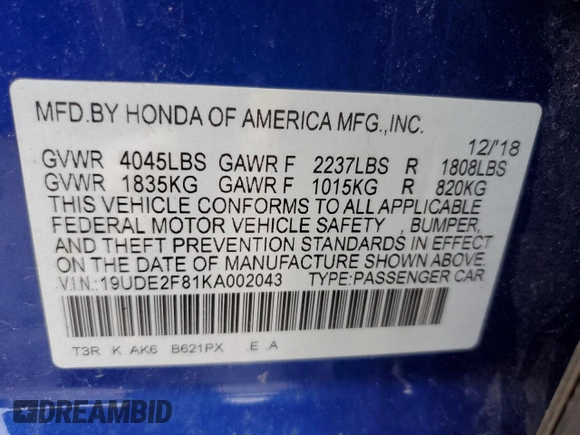 MFD.BY HONDA OF AMERICA MFG.,INC.
12/'18
GVWR 4045LBS GAWR F 2237LBS R 1808LBS
GVWR 1835KG GAWR F 1015KG R 820KG
THIS VEHICLE CONFORMS TO ALL APPLICABLE
FEDERAL MOTOR VEHICLE SAFETY , BUMPER,
AND THEFT PREVENTION STANDARDS IN EFFECT
ON THE DATE OF MANUFACTURE SHOWN ABOVE.
V.I.N.:19UDE2F81KA002043 TYPE:PASSENGER CAR
T3R K AK6 B621PX .E .A
DREAMBID